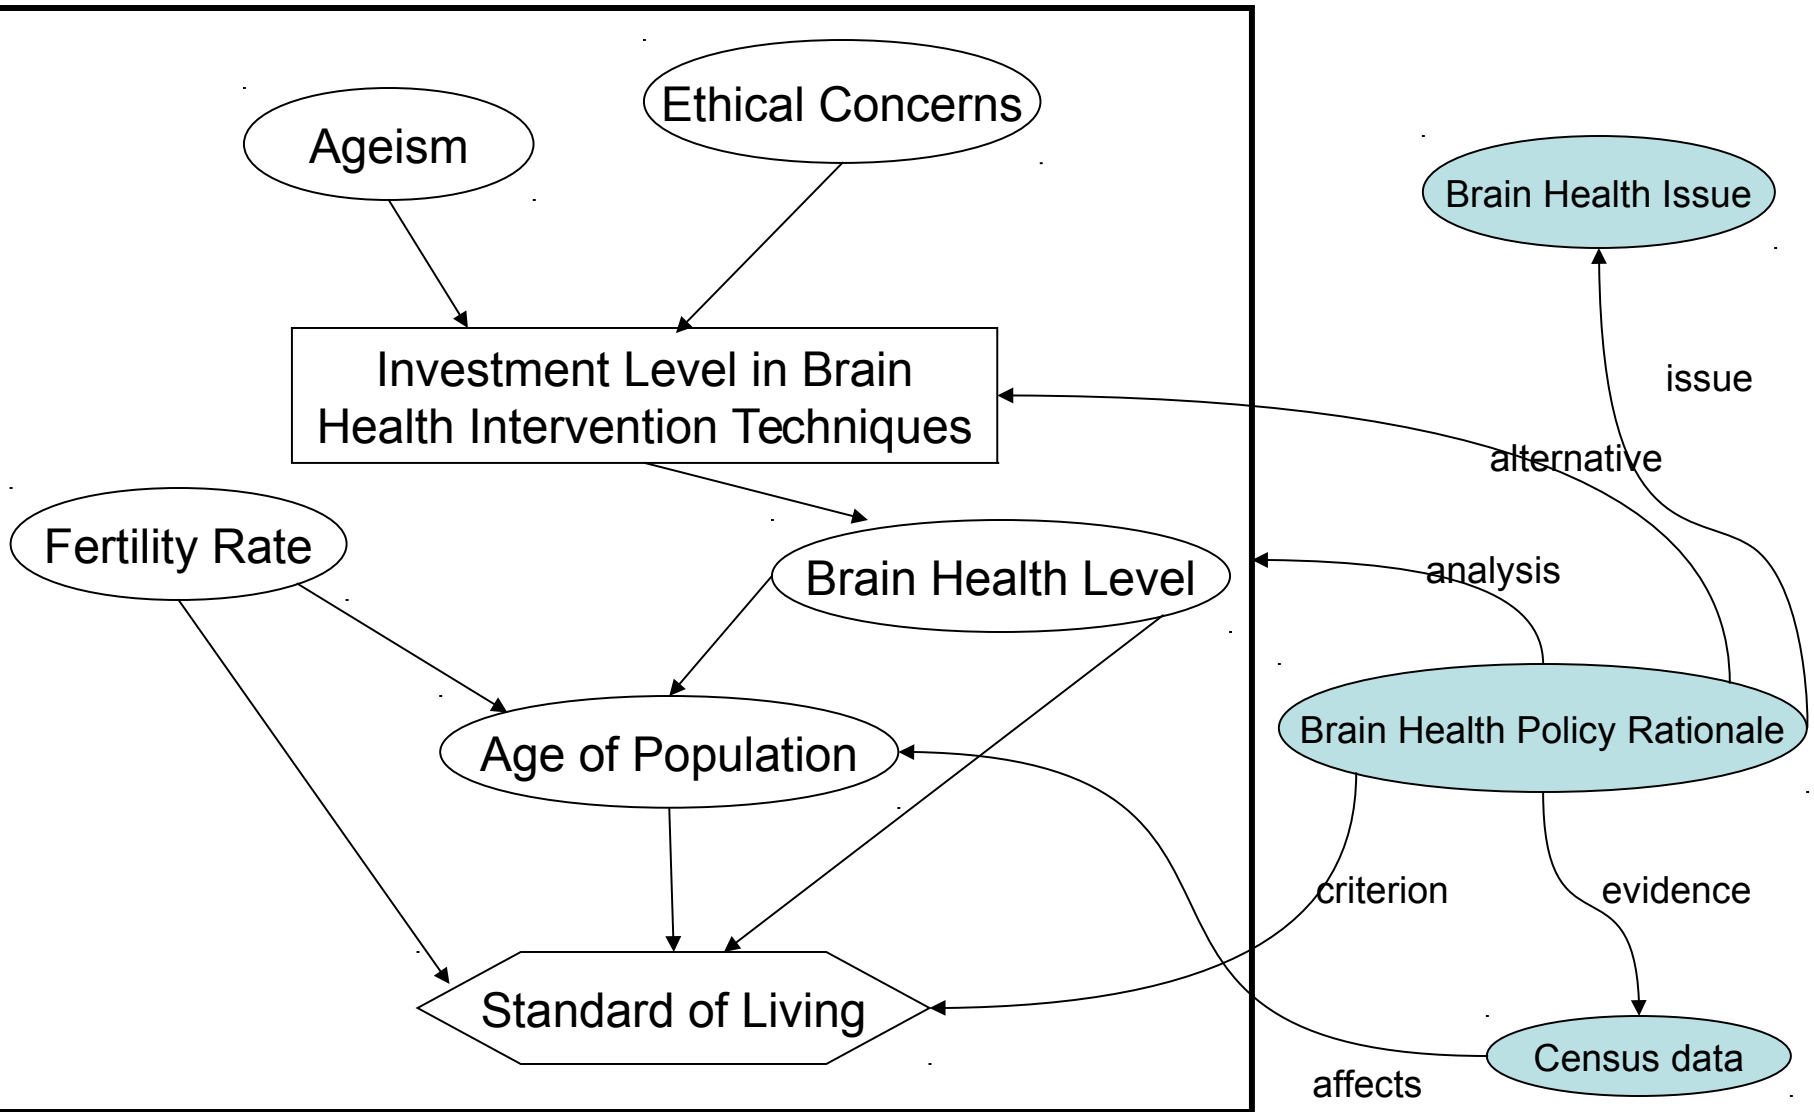 Ethical Concerns
Ageism
Brain Health Issue
Investment Level in Brain
Health Intervention Techniques
issue
alternative
Fertility Rate
Brain Health Level
analysis
Brain Health Policy Rationale
Age of Population
criterion
evidence
Standard of Living
Census data
affects